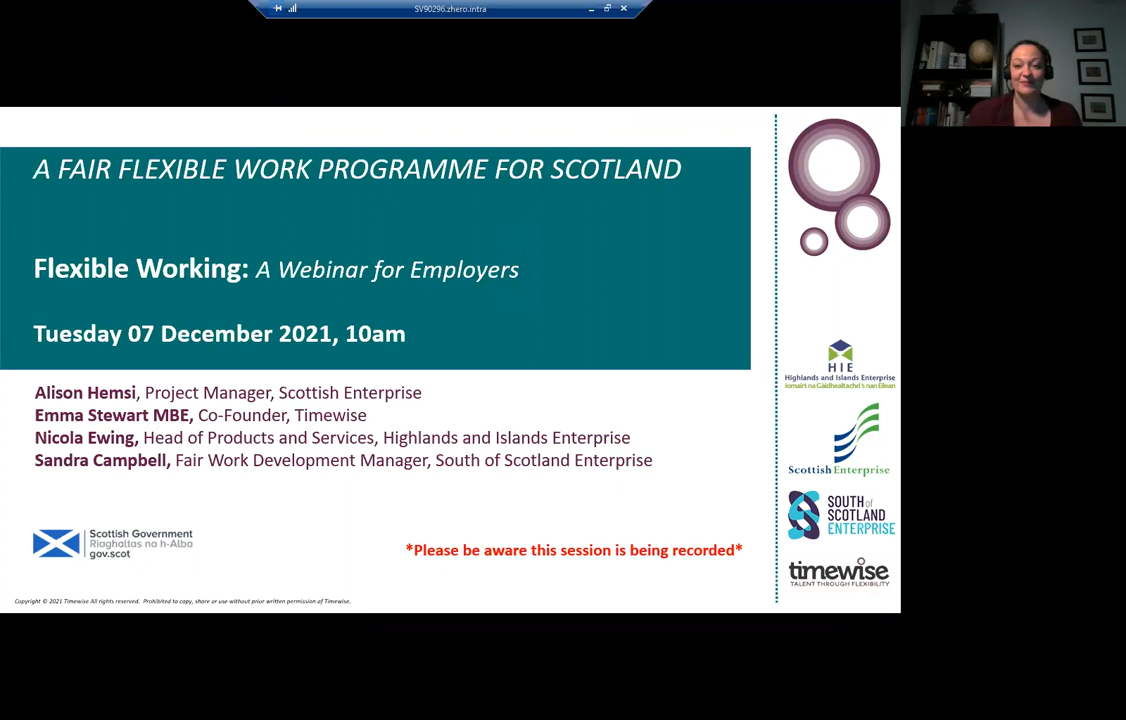 SV90296.zhero.intra
A FAIR FLEXIBLE WORK PROGRAMME FOR SCOTLAND
Flexible Working: A Webinar for Employers
Tuesday 07 December 2021, 10am
Alison Hemsi, Project Manager, Scottish Enterprise
Emma Stewart MBE, Co-Founder, Timewise
Nicola Ewing, Head of Products and Services, Highlands and Islands Enterprise
Sandra Campbell, Fair Work Development Manager, South of Scotland Enterprise
Scottish Government
Riaghaltas na h-Alba
gov.scot
*Please be aware this session is being recorded*
Copyright © 2021 Timewise All rights reserved. Prohibited to copy, share or use without prior written permission of Timewise.
HIE
Highlands and Islands Enterprise
Iomairt na Gàidhealtachd 's nan Eilean
Scottish Enterprise
SOUTH of
SCOTLAND
ENTERPRISE
timewise
TALENT THROUGH FLEXIBILITY